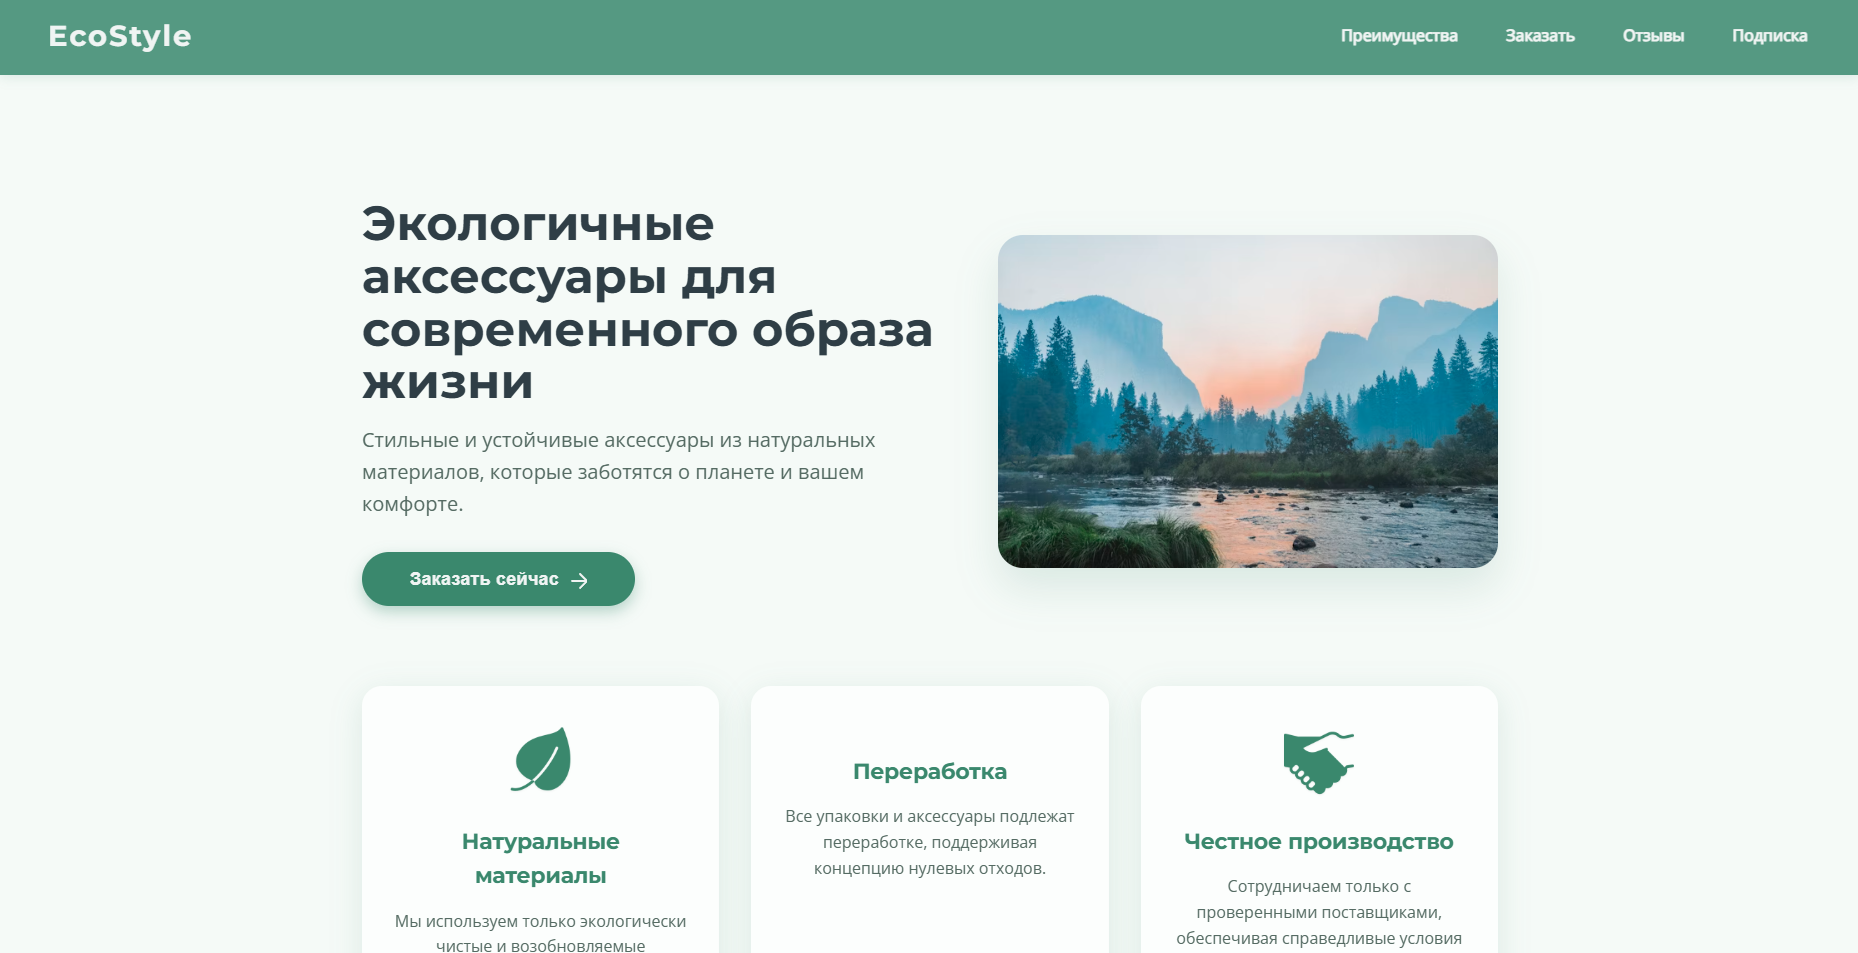 EcoStyle
Преимущества
Заказать
Отзывы
Подписка
Экологичные
аксессуары для
современного образа
жизни
Стильные и устойчивые аксессуары из натуральных
материалов, которые заботятся о планете и вашем
комфорте.
Заказать сейчас
Натуральные
материалы
Мы используем только экологически
чистые и возобновляемые
Переработка
Все упаковки и аксессуары подлежат
переработке, поддерживая
концепцию нулевых отходов.
Честное производство
Сотрудничаем только с
проверенными поставщиками,
обеспечивая справедливые условия